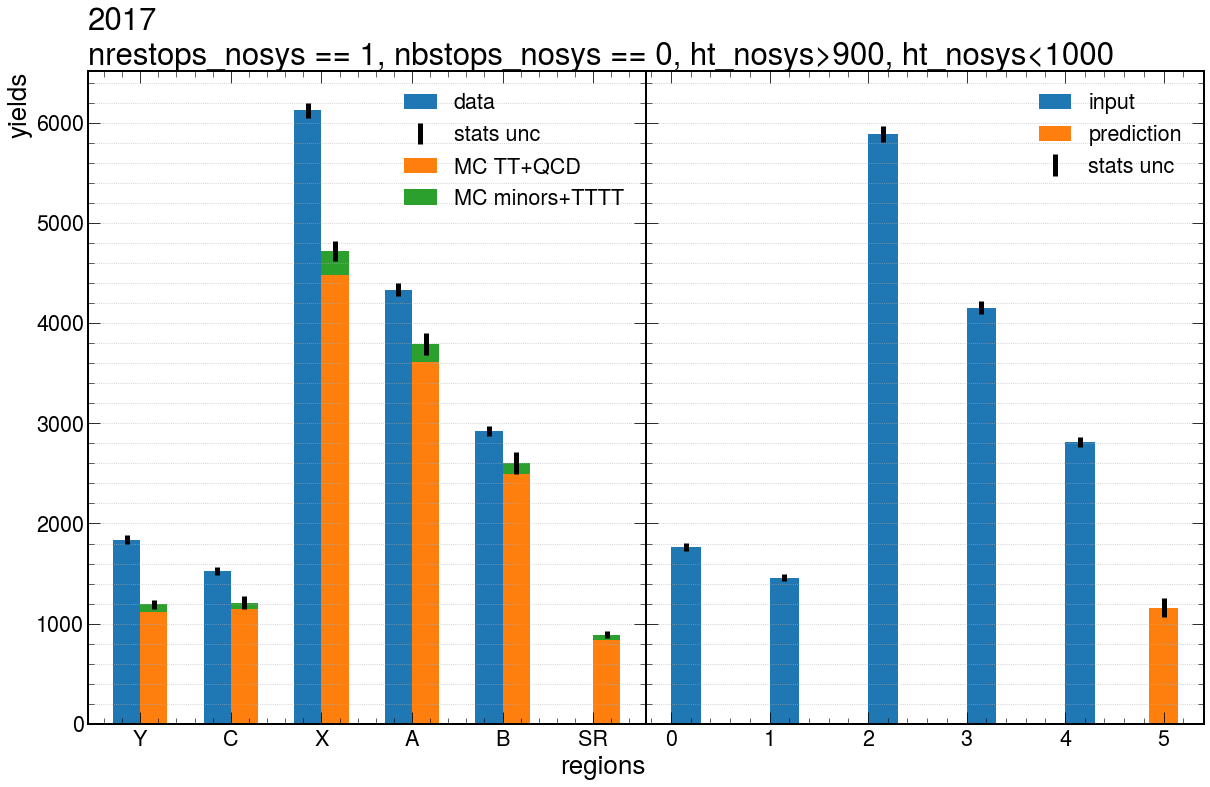 2017
nrestops_nosys == 1, nbstops_nosys == 0, ht_nosys>900, ht_nosys<1000
yields
6000
5000
4000
3000
2000
1000
0
data
stats unc
MC TT+QCD
MC minors+TTTT
input
prediction
stats unc
Y C X A B SR
0 1 2 3 4 5
regions